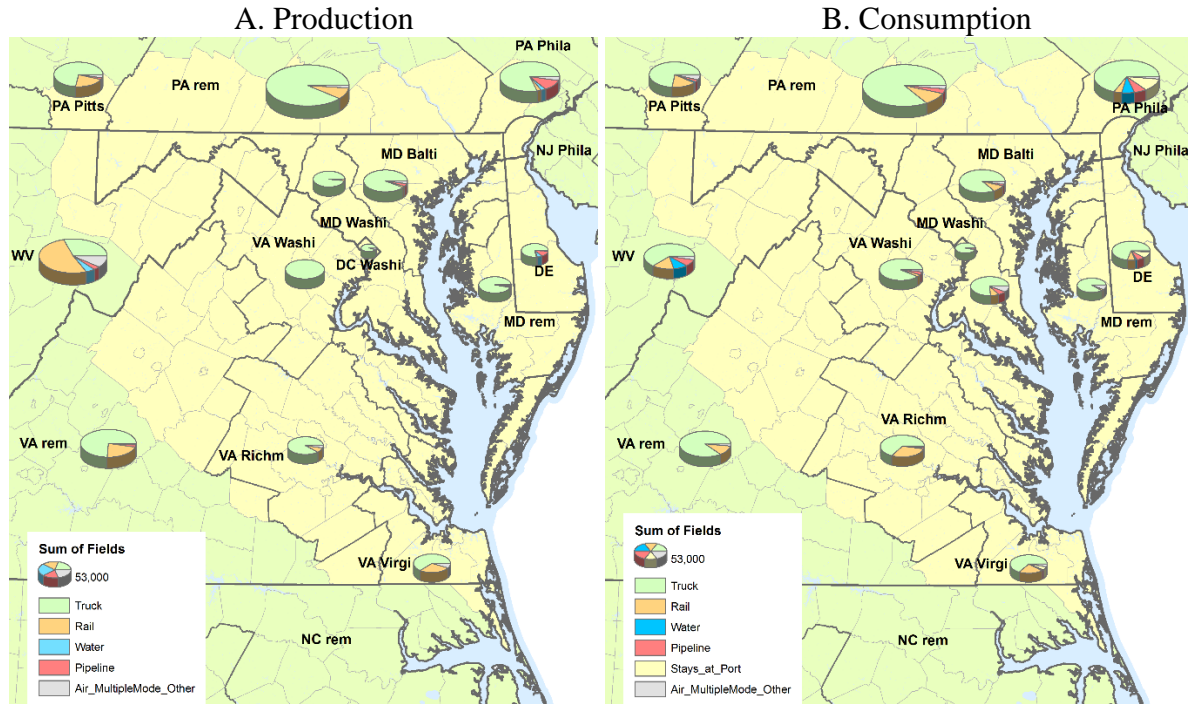 A. Production
PA Phila
PA rem
PA Pitts
NJ Phila
MD Balti
MD Washi
VA Washi
WV
DC Washi
DE
MD rem
VA rem
VA Richm
VA Virgi
NC rem
Sum of Fields
53,000
Truck
Rail
Water
Pipeline
Air_MultipleMode_Other
B. Consumption
PA rem
PA Pitts
PA Phila
NJ Phila
MD Balti
MD Washi
VA Washi
WV
DE
MD rem
VA Richm
VA rem
VA Virgi
NC rem
Sum of Fields
53,000
Truck
Rail
Water
Pipeline
Stays_at_Port
Air_MultipleMode_Other